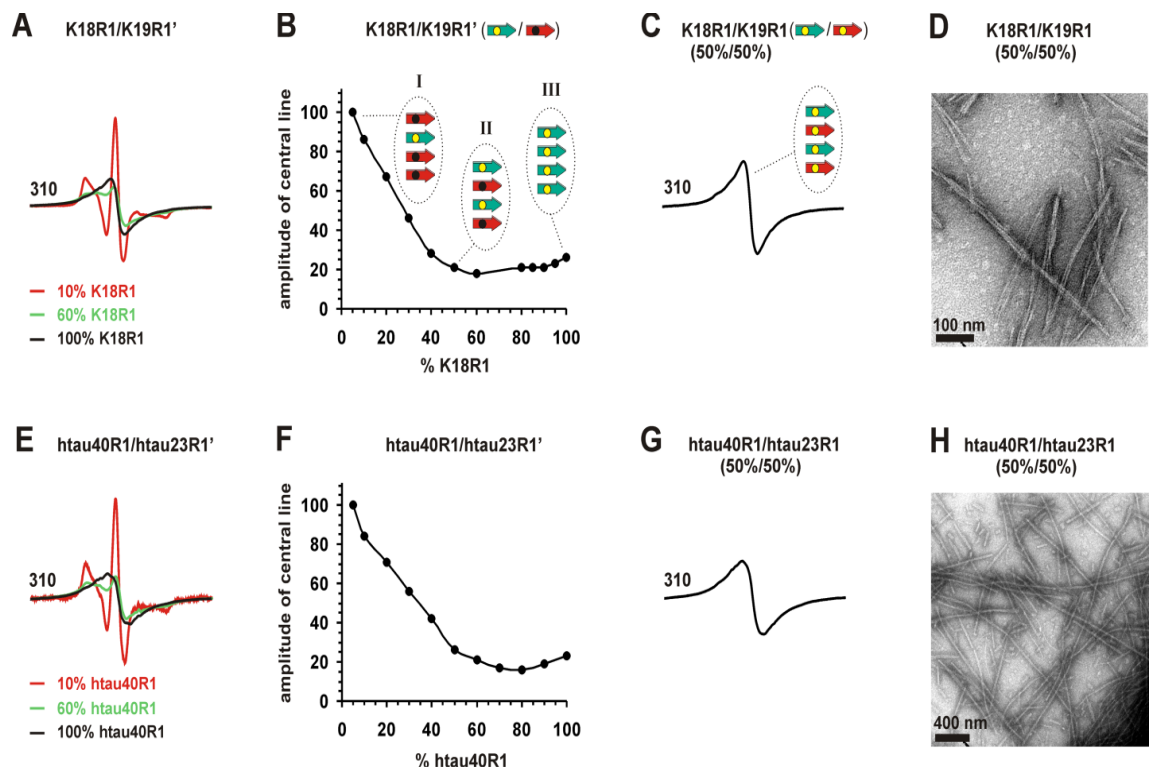 A K18R1/K19R1’
310
10% K18R1
60% K18R1
100% K18R1
B K18R1/K19R1’ ( / )
amplitude of central line
100
80
60
40
20
0
0 20 40 60 80 100
% K18R1
I
II
III
C K18R1/K19R1 ( / )
(50%/50%)
310
D K18R1/K19R1
(50%/50%)
100 nm
E htau40R1/htau23R1’
310
10% htau40R1
60% htau40R1
100% htau40R1
F htau40R1/htau23R1’
amplitude of central line
100
80
60
40
20
0
0 20 40 60 80 100
% htau40R1
G htau40R1/htau23R1
(50%/50%)
310
H htau40R1/htau23R1
(50%/50%)
400 nm